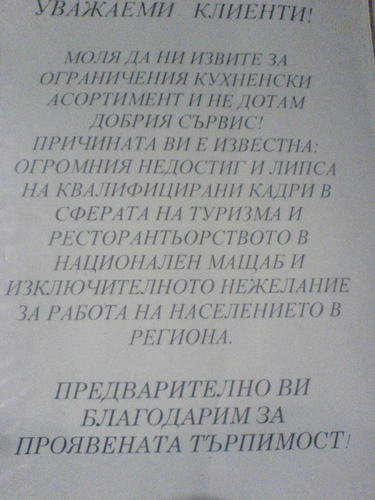 УВАЖАЕМИ КЛИЕНТИ!
МОЛЯ ДА НИ ИЗВИТЕ ЗА
ОГРАНИЧЕНИЯ КУХНЕНСКИ
АСОРТИМЕНТ И НЕ ДОТАМ
ДОБРИЯ СЪРВИС!
ПРИЧИНАТА ВИ Е ИЗВЕСТНА:
ОГРОМНИЯ НЕДОСТИГ И ЛИПСА
НА КВАЛИФИЦИРАНИ КАДРИ В
СФЕРАТА НА ТУРИЗМА И
РЕСТОРАНТЬОРСТВОТО В
НАЦИОНАЛЕН МАЩАБ И
ИЗКЛЮЧИТЕЛНОТО НЕЖЕЛАНИЕ
ЗА РАБОТА НА НАСЕЛЕНИЕТО В
РЕГИОНА.
ПРЕДВАРИТЕЛНО ВИ
БЛАГОДАРИМ ЗА
ПРОЯВЕНАТА ТЪРПИМОСТ!